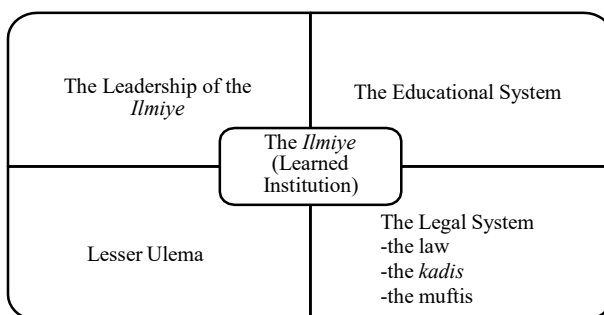 The Leadership of the
Ilmiye
The Educational System
The Ilmiye
(Learned
Institution)
Lesser Ulema
The Legal System
-the law
-the kadis
-the muftis